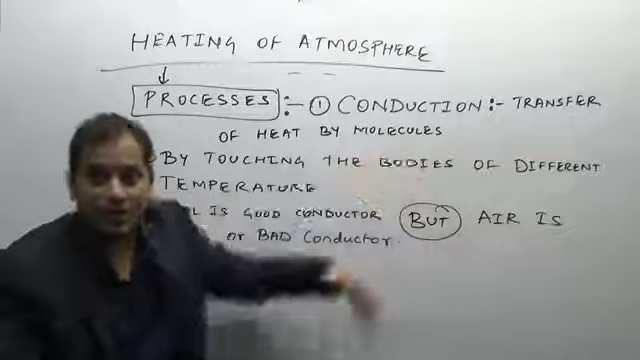 HEATING OF ATMOSPHERE
PROCESSES :- ① CONDUCTION :- TRANSFER
OF HEAT BY MOLECULES
BY TOUCHING THE BODIES OF DIFFERENT
TEMPERATURE
IS GOOD CONDUCTOR BUT AIR IS
BAD CONDUCTOR.